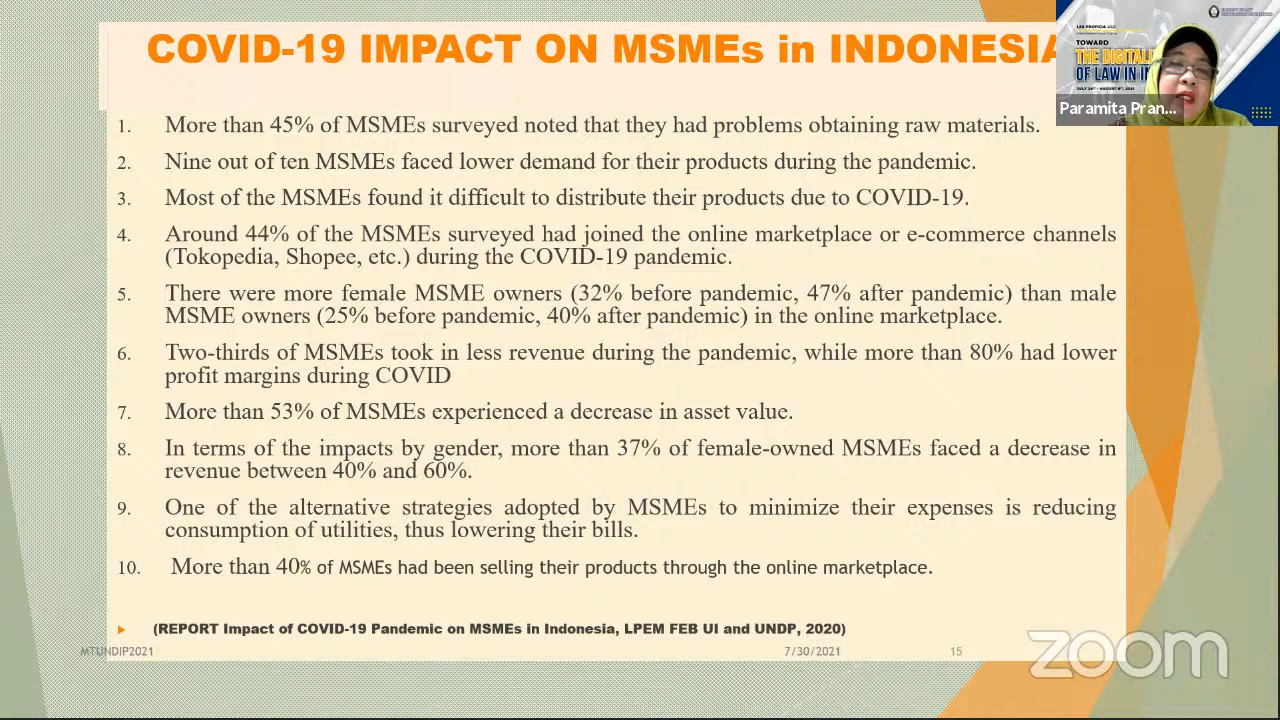 COVID-19 IMPACT ON MSMEs in INDONESIA
1. More than 45% of MSMEs surveyed noted that they had problems obtaining raw materials.
2. Nine out of ten MSMEs faced lower demand for their products during the pandemic.
3. Most of the MSMEs found it difficult to distribute their products due to COVID-19.
4. Around 44% of the MSMEs surveyed had joined the online marketplace or e-commerce channels
(Tokopedia, Shopee, etc.) during the COVID-19 pandemic.
5. There were more female MSME owners (32% before pandemic, 47% after pandemic) than male
MSME owners (25% before pandemic, 40% after pandemic) in the online marketplace.
6. Two-thirds of MSMEs took in less revenue during the pandemic, while more than 80% had lower
profit margins during COVID
7. More than 53% of MSMEs experienced a decrease in asset value.
8. In terms of the impacts by gender, more than 37% of female-owned MSMEs faced a decrease in
revenue between 40% and 60%.
9. One of the alternative strategies adopted by MSMEs to minimize their expenses is reducing
consumption of utilities, thus lowering their bills.
10. More than 40% of MSMEs had been selling their products through the online marketplace.
(REPORT Impact of COVID-19 Pandemic on MSMEs in Indonesia, LPEM FEB UI and UNDP, 2020)
MTUNDIP2021 7/30/2021 15
zoom
LEX PROFICIA 2021
TOWARD
THE DIGITALI
OF LAW IN IN
JULY 26th - AUGUST 6th, 2021
Paramita Pran...